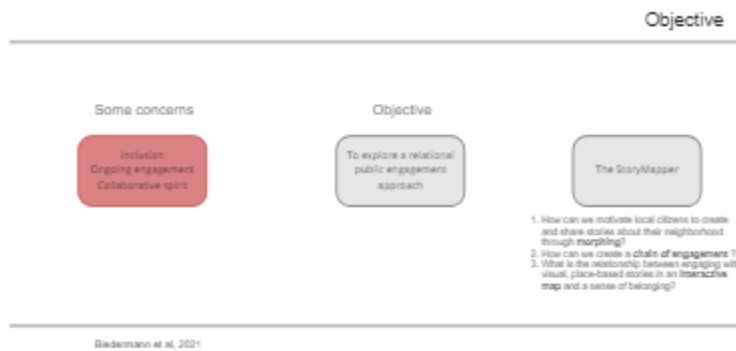 Objective
Some concerns
Inclusion
Ongoing engagement
Collaborative spirit
Objective
To explore a relational
public engagement
approach
The StoryMapper
1. How can we motivate local citizens to create
and share stories about their neighborhood
through morphing?
2. How can we create a chain of engagement ?
3. What is the relationship between engaging with
visual, place-based stories in an interactive
map and a sense of belonging?
Biedermann et al, 2021